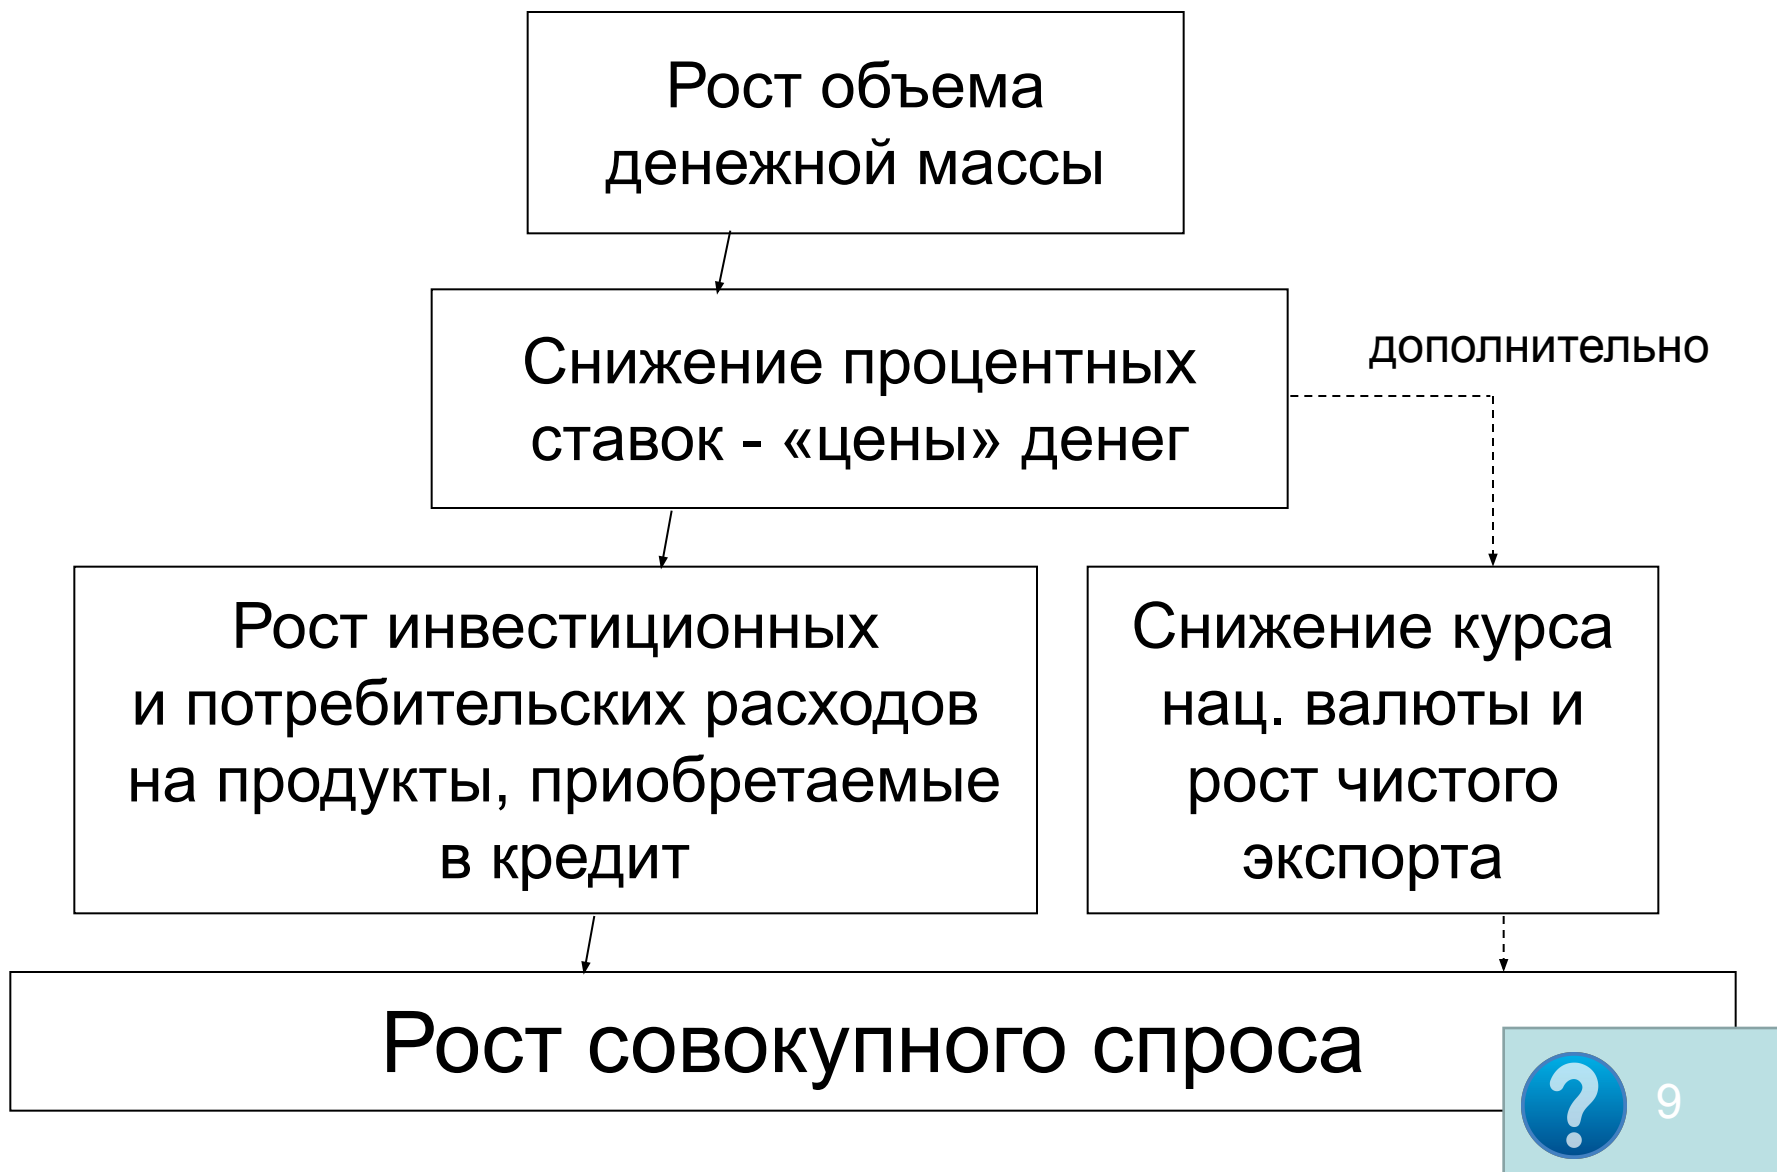 Рост объема
денежной массы
Снижение процентных
ставок - «цены» денег
дополнительно
Рост инвестиционных
и потребительских расходов
на продукты, приобретаемые
в кредит
Снижение курса
нац. валюты и
рост чистого
экспорта
Рост совокупного спроса
?
9